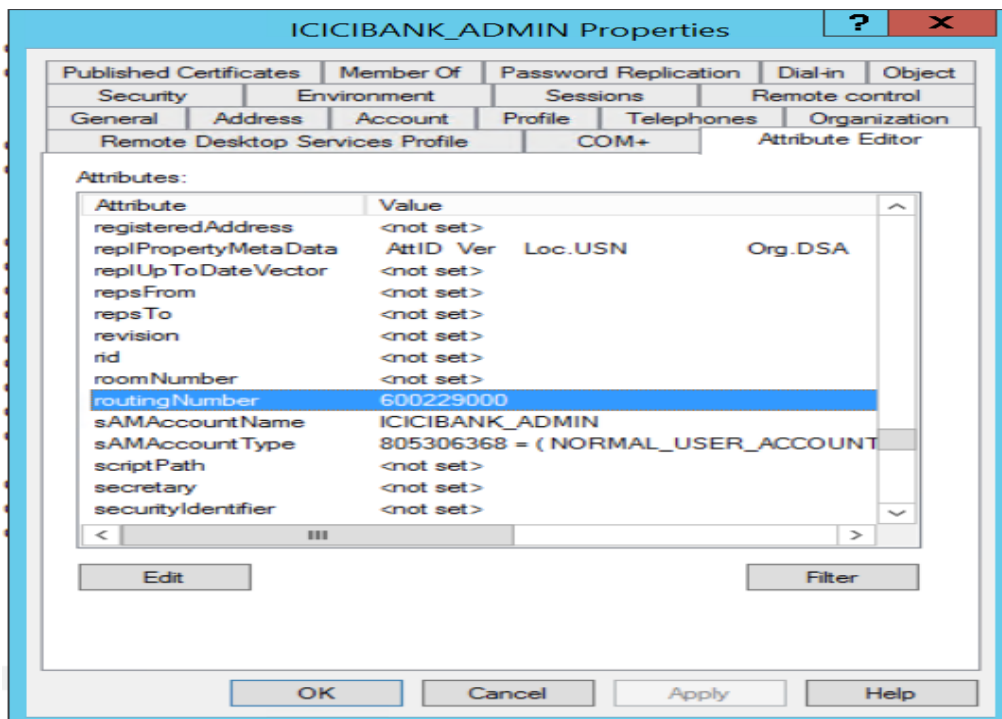 ICICIBANK_ADMIN Properties ? X
Published Certificates Member Of Password Replication Dial-in Object
Security Environment Sessions Remote control
General Address Account Profile Telephones Organization
Remote Desktop Services Profile COM+ Attribute Editor
Attributes:
Attribute Value
registeredAddress <not set>
replPropertyMetaData AttID Ver Loc.USN Org.DSA
replUpToDateVector <not set>
repsFrom <not set>
repsTo <not set>
revision <not set>
rid <not set>
roomNumber <not set>
routingNumber 600229000
sAMAccountName ICICIBANK_ADMIN
sAMAccountType 805306368 = ( NORMAL_USER_ACCOUNT
scriptPath <not set>
secretary <not set>
securityIdentifier <not set>
Edit Filter
OK Cancel Apply Help